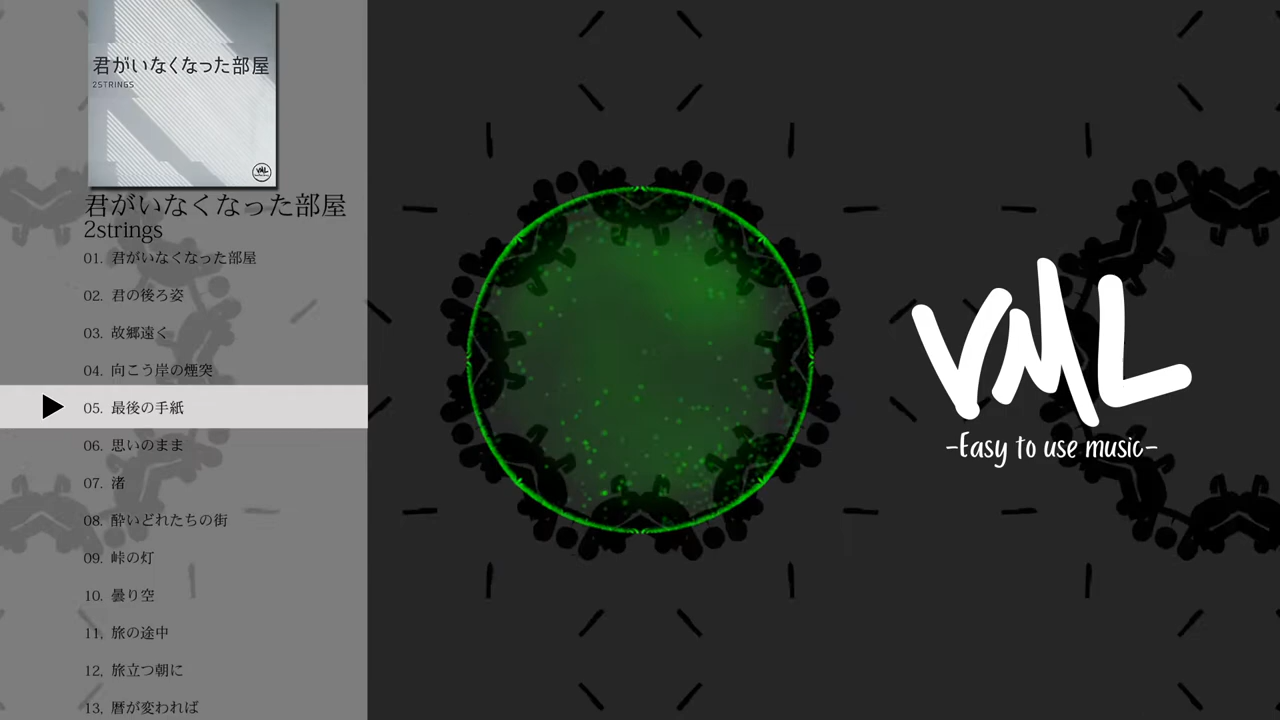 君がいなくなった部屋
2STRINGS
VML
君がいなくなった部屋
2strings
01. 君がいなくなった部屋
02. 君の後ろ姿
03. 故郷遠く
04. 向こう岸の煙突
05. 最後の手紙
06. 思いのまま
07. 渚
08. 酔いどれたちの街
09. 峠の灯
10. 曇り空
11. 旅の途中
12. 旅立つ朝に
13. 暦が変われば
VML
-Easy to use music-